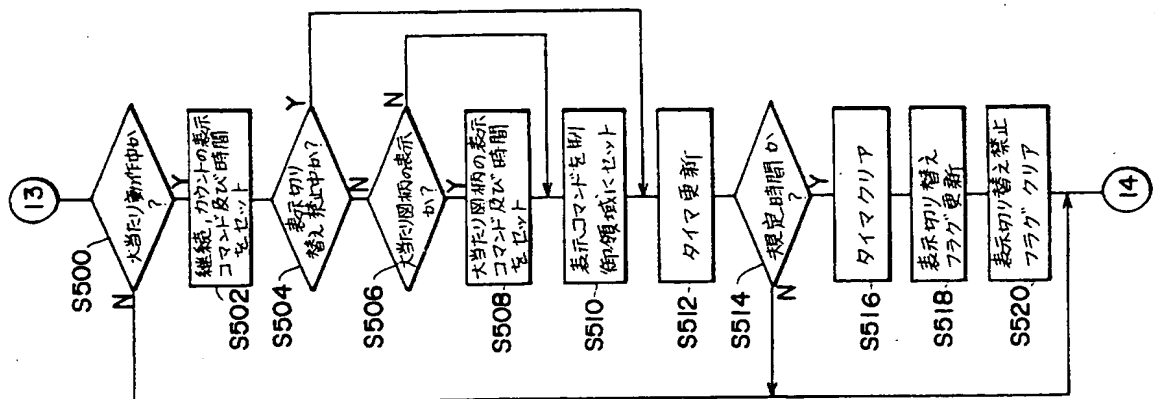 13
S500
大当たり動作中か
?
N
Y
S502
継続,カウントの表示
コマンド及び時間
をセット
S504
表示切り
替え禁止中か?
Y
N
S506
大当たり図柄の表示
か?
N
Y
S508
大当たり図柄の表示
コマンド及び時間
をセット
S510
表示コマンドを制
御領域にセット
S512
タイマ更新
S514
規定時間か
?
N
Y
S516
タイマクリア
S518
表示切り替え
フラグ更新
S520
表示切り替え禁止
フラグクリア
14